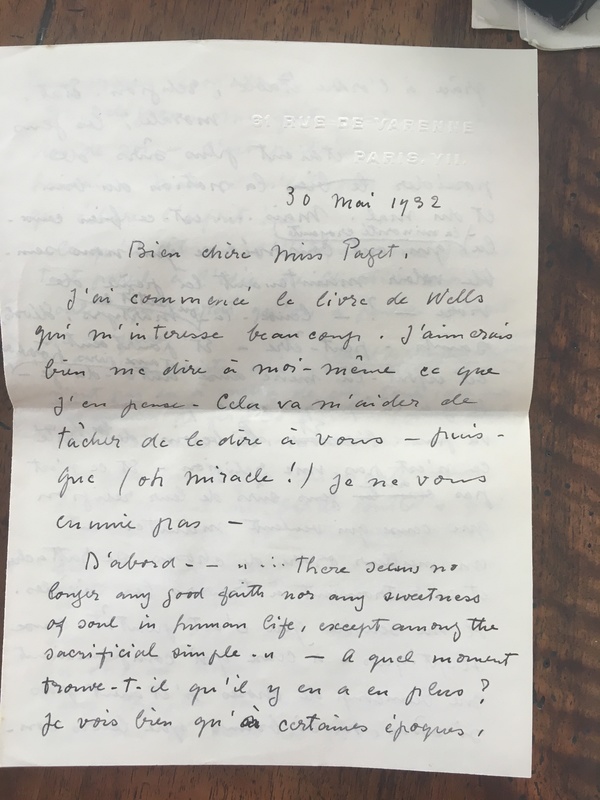 61 RUE DE VARENNE
PARIS. VII.
30 Mai 1932
Bien chère Miss Paget,
J'ai commencé le livre de Wells
qui m'interesse beaucoup. J'aimerais
bien me dire à moi-même ce que
j'en pense - Cela va m'aider de
tâcher de le dire à vous - puis-
que (oh miracle!) je ne vous
ennuie pas -
D'abord - - " ... There seems no
longer any good faith nor any sweetness
of soul in human life, except among the
sacrificial simple. " - A quel moment
trouve-t-il qu'il y en a eu plus ?
Je vois bien qu'à certaines époques,